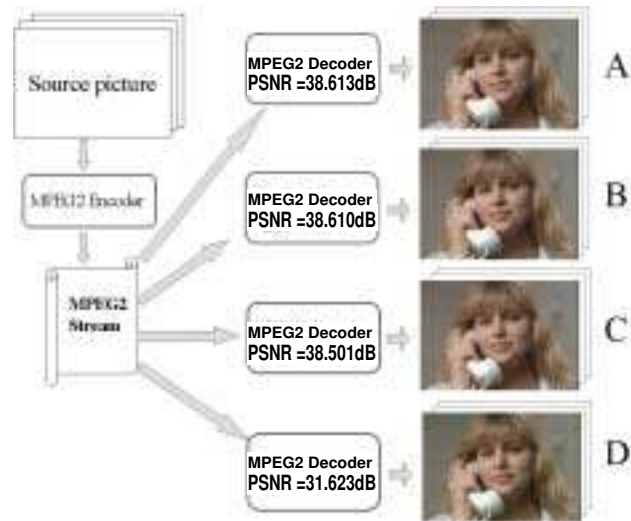 Source picture
MPEG2 Encoder
MPEG2
Stream
MPEG2 Decoder
PSNR =38.613dB
A
MPEG2 Decoder
PSNR =38.610dB
B
MPEG2 Decoder
PSNR =38.501dB
C
MPEG2 Decoder
PSNR =31.623dB
D